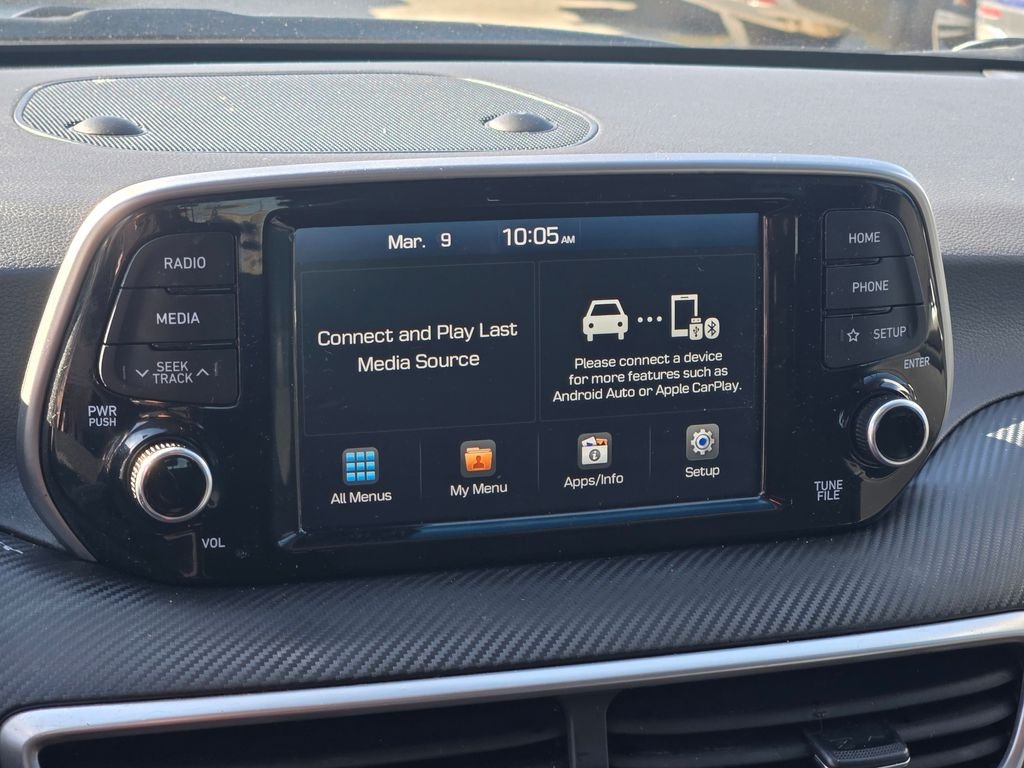 Mar. 9 10:05 AM
RADIO
MEDIA
SEEK
TRACK
PWR
PUSH
VOL
Connect and Play Last
Media Source
Please connect a device
for more features such as
Android Auto or Apple CarPlay.
All Menus
My Menu
Apps/Info
Setup
HOME
PHONE
SETUP
ENTER
TUNE
FILE